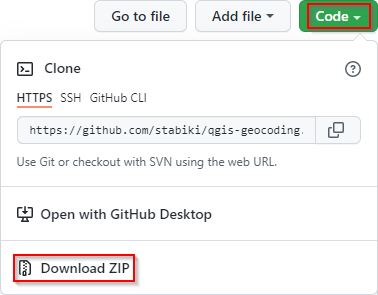 Go to file Add file Code
Clone
HTTPS SSH GitHub CLI
https://github.com/stabiki/qgis-geocoding.
Use Git or checkout with SVN using the web URL.
Open with GitHub Desktop
Download ZIP